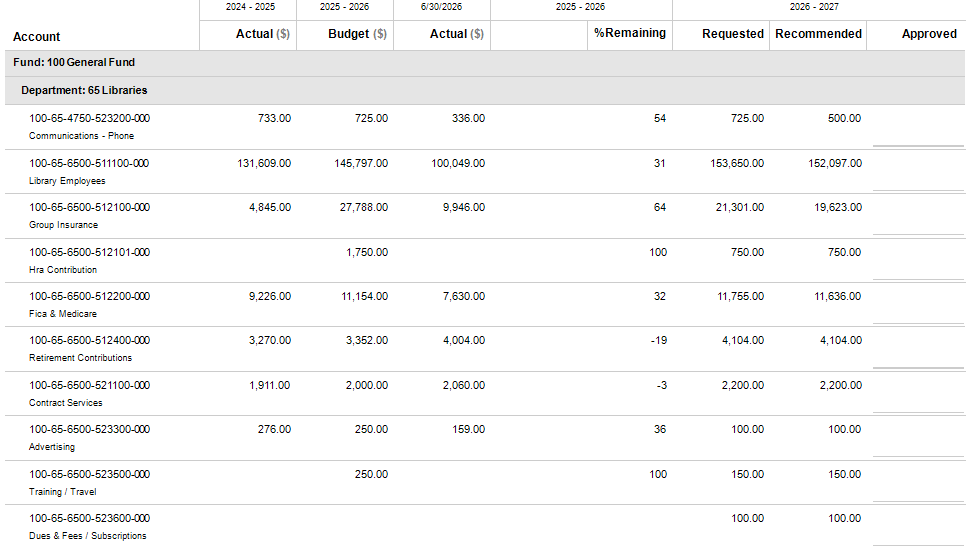 2024 - 2025 2025 - 2026 6/30/2026 2025 - 2026 2026 - 2027
Account Actual ($) Budget ($) Actual ($) %Remaining Requested Recommended Approved
Fund: 100 General Fund
Department: 65 Libraries
100-65-4750-523200-000 733.00 725.00 336.00 54 725.00 500.00
Communications - Phone
100-65-6500-511100-000 131,609.00 145,797.00 100,049.00 31 153,650.00 152,097.00
Library Employees
100-65-6500-512100-000 4,845.00 27,788.00 9,946.00 64 21,301.00 19,623.00
Group Insurance
100-65-6500-512101-000 1,750.00 100 750.00 750.00
Hra Contribution
100-65-6500-512200-000 9,226.00 11,154.00 7,630.00 32 11,755.00 11,636.00
Fica & Medicare
100-65-6500-512400-000 3,270.00 3,352.00 4,004.00 -19 4,104.00 4,104.00
Retirement Contributions
100-65-6500-521100-000 1,911.00 2,000.00 2,060.00 -3 2,200.00 2,200.00
Contract Services
100-65-6500-523300-000 276.00 250.00 159.00 36 100.00 100.00
Advertising
100-65-6500-523500-000 250.00 100 150.00 150.00
Training / Travel
100-65-6500-523600-000 100.00 100.00
Dues & Fees / Subscriptions